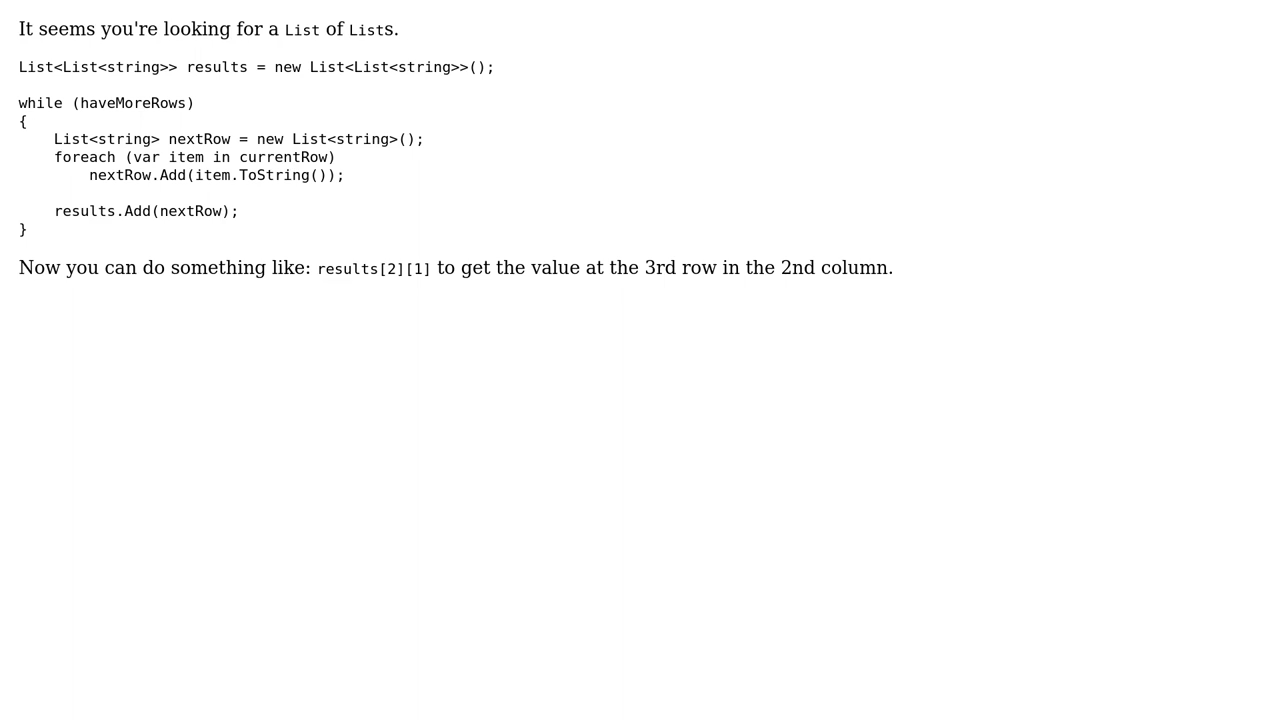 It seems you're looking for a List of Lists.
List<List<string>> results = new List<List<string>>();
while (haveMoreRows)
{
    List<string> nextRow = new List<string>();
    foreach (var item in currentRow)
        nextRow.Add(item.ToString());
    results.Add(nextRow);
}
Now you can do something like: results[2][1] to get the value at the 3rd row in the 2nd column.